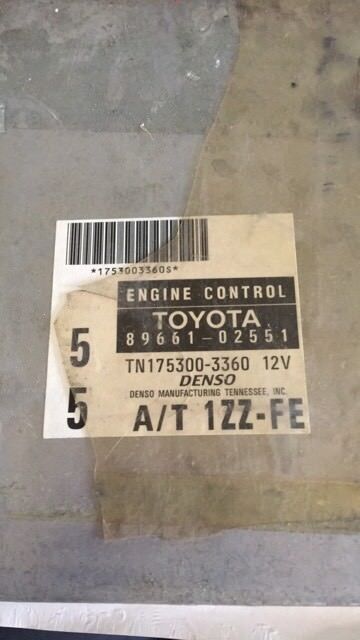 *1753003360S*
ENGINE CONTROL
TOYOTA
89661-02551
TN175300-3360 12V
DENSO
DENSO MANUFACTURING TENNESSEE, INC.
5
5
A/T 1ZZ-FE